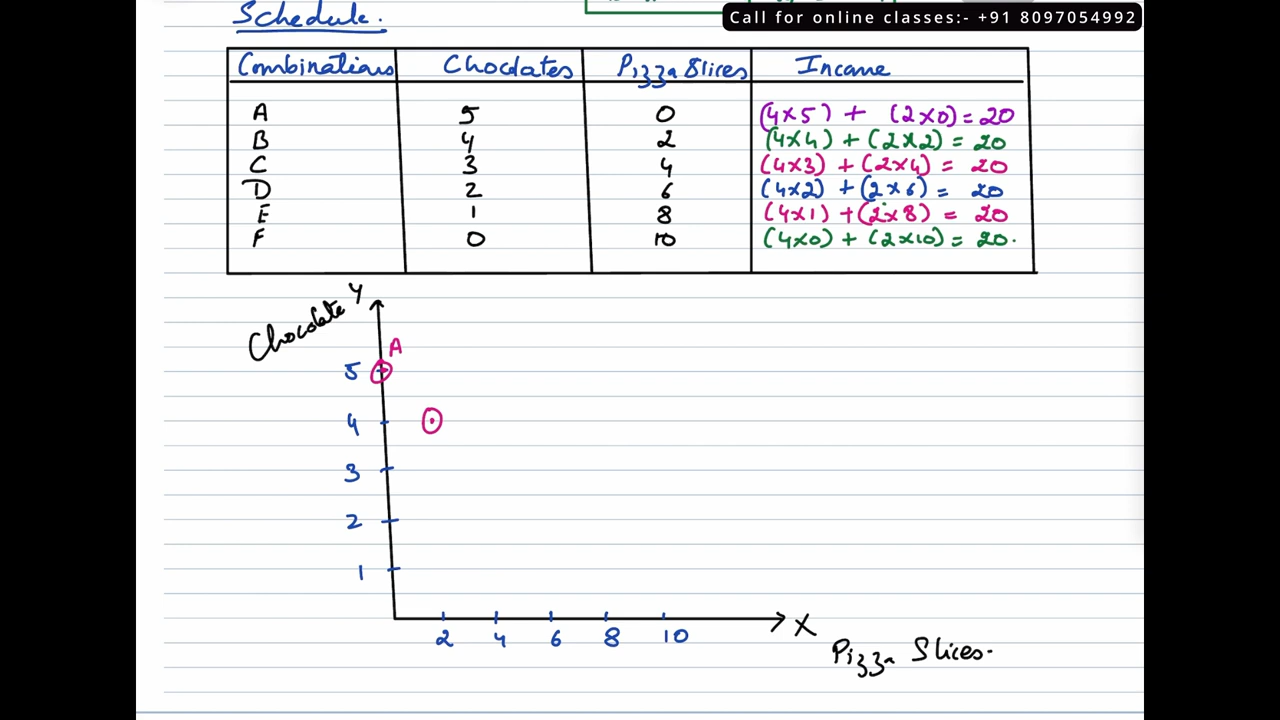 Schedule.
Call for online classes:- +91 8097054992
Combinations Choclates Pizza Slices Income
A 5 0 (4×5) + (2×0) = 20
B 4 2 (4×4) + (2×2) = 20
C 3 4 (4×3) + (2×4) = 20
D 2 6 (4×2) + (2×6) = 20
E 1 8 (4×1) + (2×8) = 20
F 0 10 (4×0) + (2×10) = 20.
Y
Chocolate
A
5
4
3
2
1
2 4 6 8 10
X
Pizza Slices.